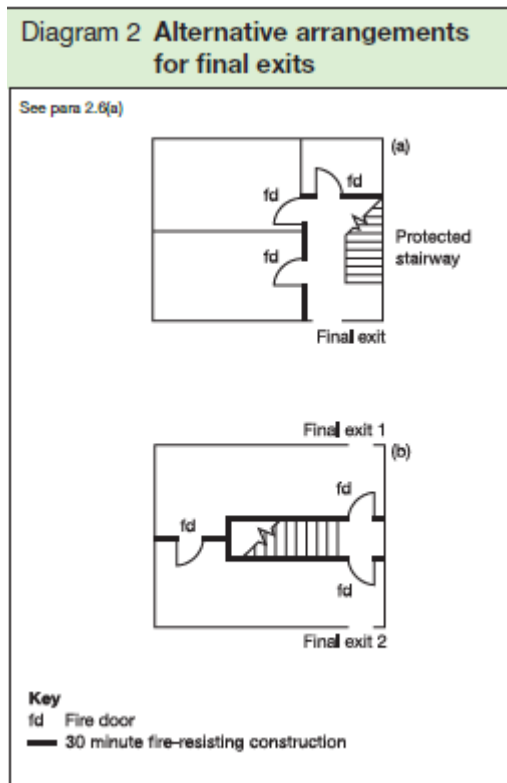 Diagram 2 Alternative arrangements
for final exits
See para 2.6(a)
(a)
fd
fd
fd
Protected
stairway
Final exit
Final exit 1
(b)
fd
fd
fd
Final exit 2
Key
fd Fire door
30 minute fire-resisting construction